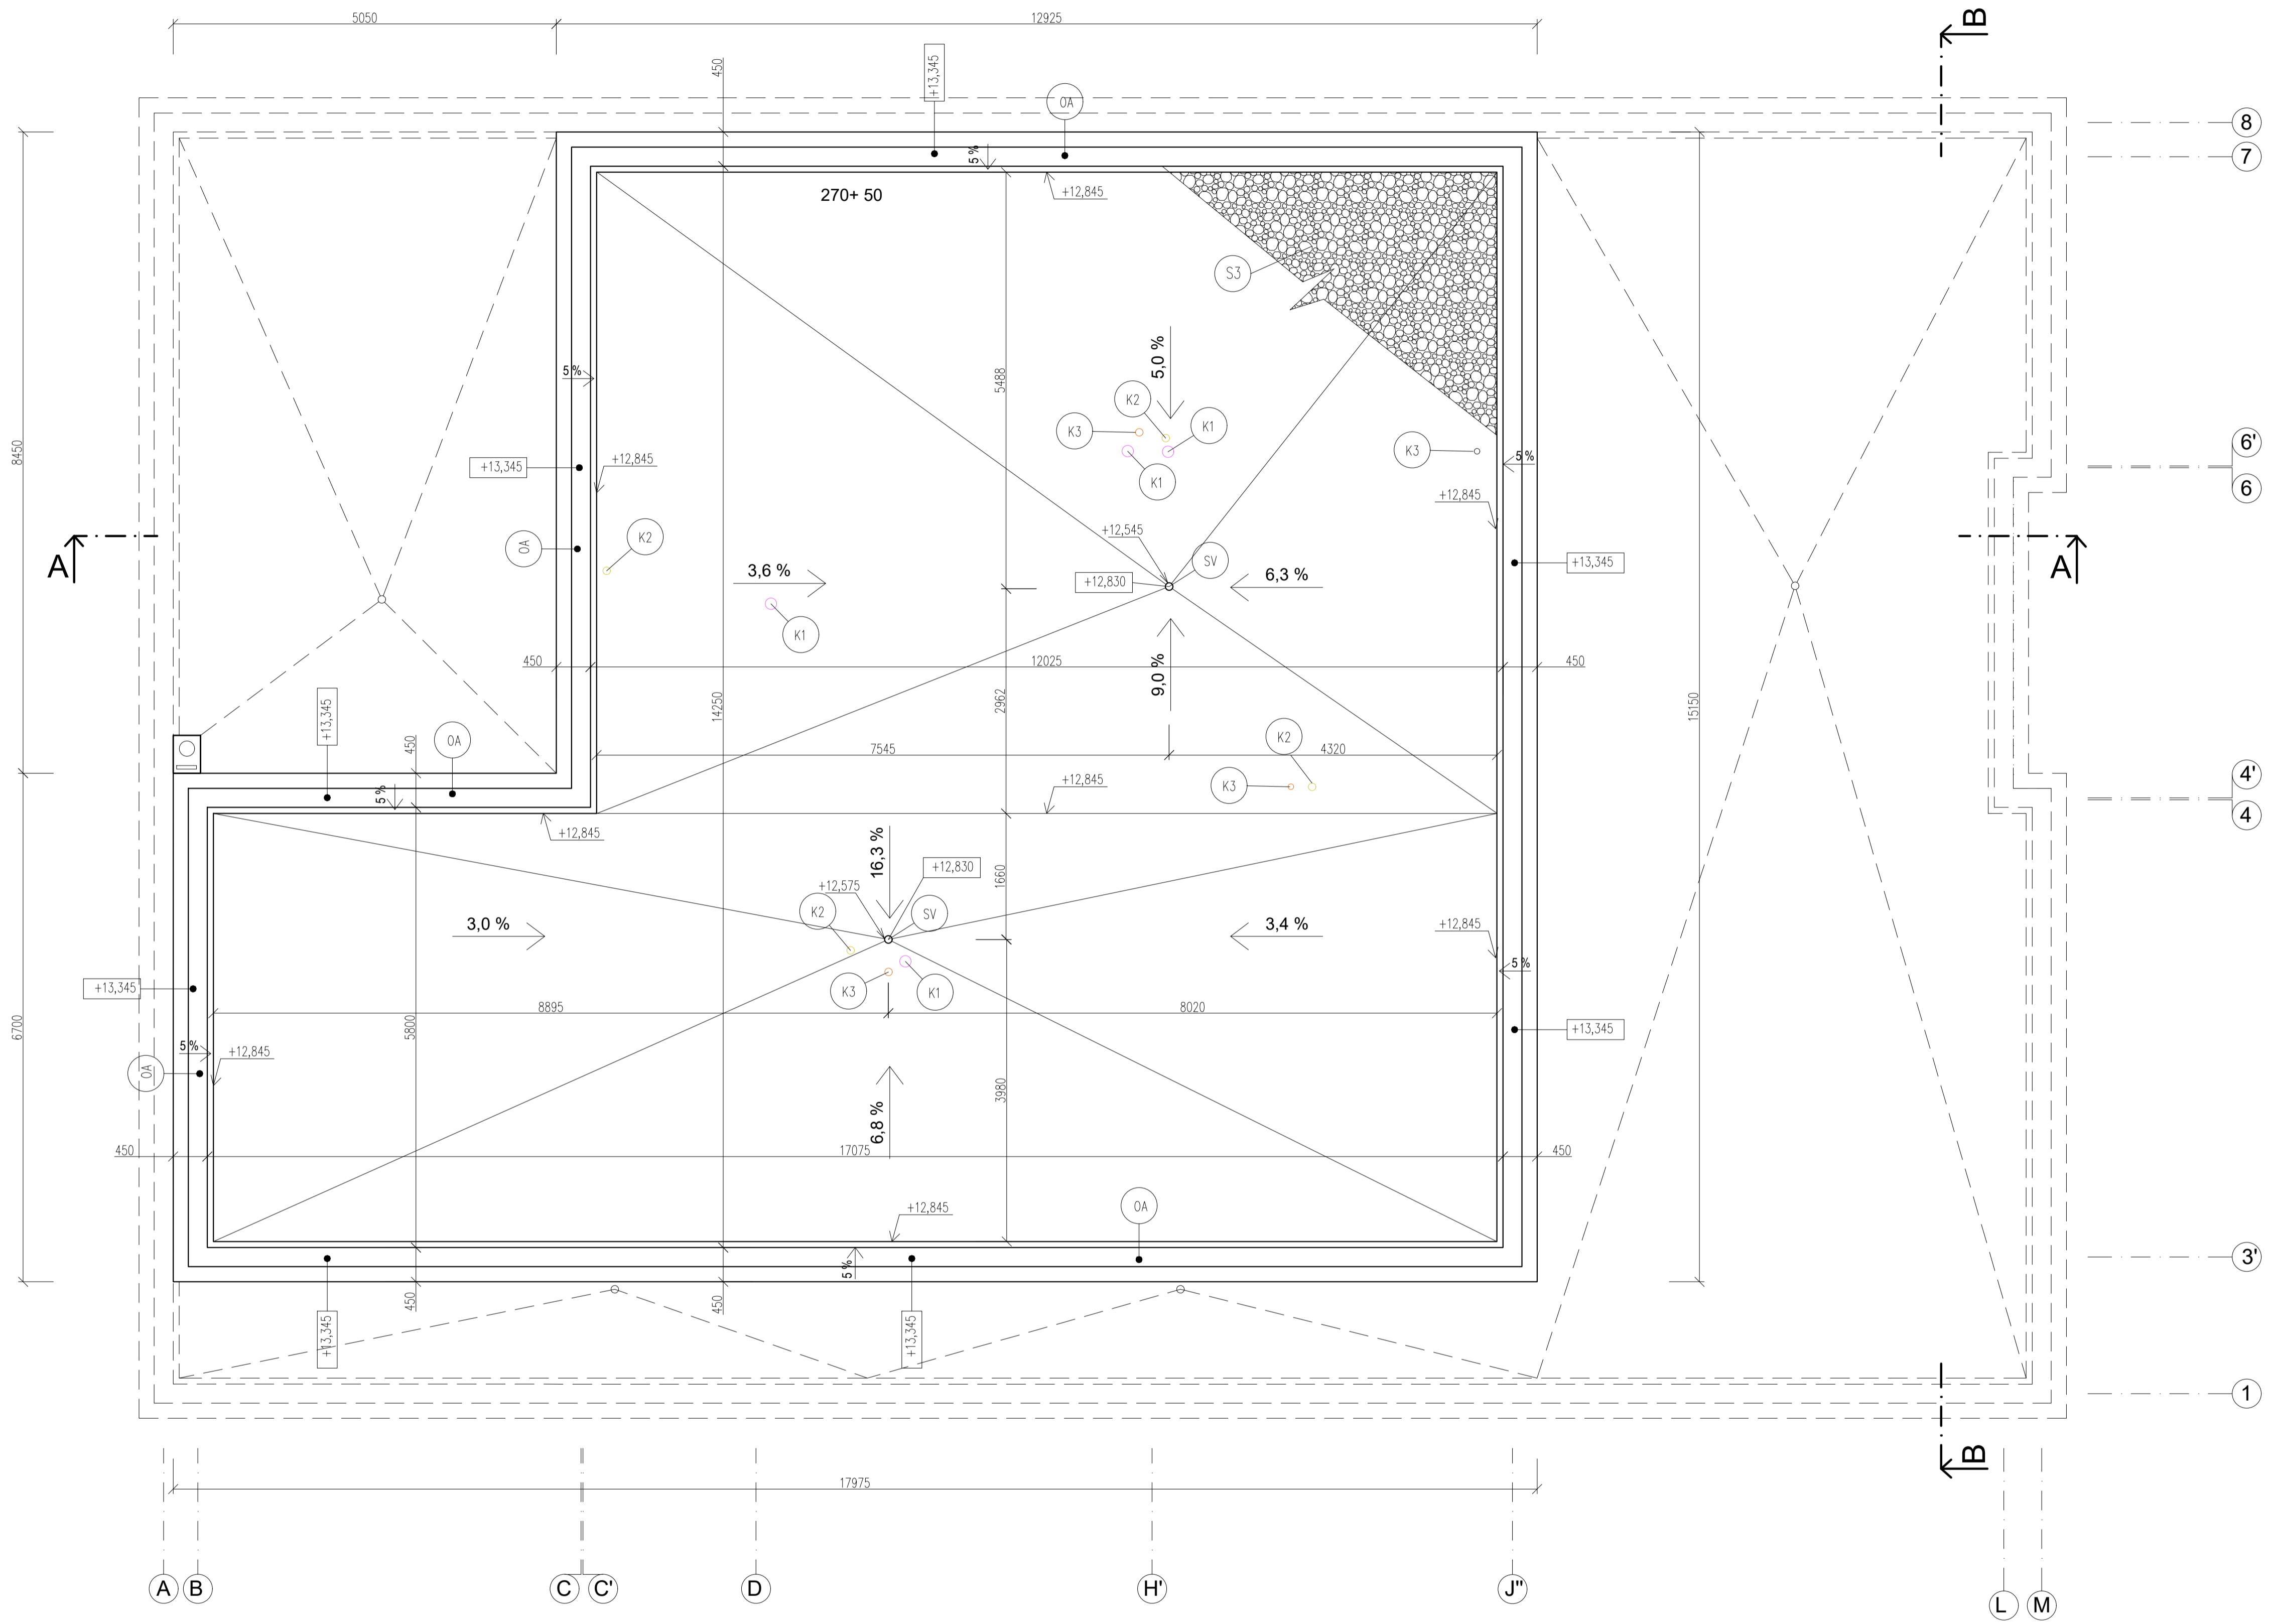 5050
12925
B
450
+13,345
OA
8
7
5 %
+12,845
270+ 50
S3
5,0 %
5488
5 %
K2
K3
K1
K1
K3
6'
8450
+13,345
+12,845
5 %
6
+12,845
A
OA
K2
+12,545
SV
+13,345
A
3,6 %
+12,830
6,3 %
K1
450
12025
450
9,0 %
2962
14250
15150
+13,345
OA
450
7545
K2
4320
+12,845
K3
4'
4
5 %
+12,845
16,3 %
+12,830
1660
+12,575
K2
SV
3,0 %
3,4 %
+12,845
5 %
+13,345
K3
K1
8895
8020
6700
5800
+13,345
5 %
+12,845
OA
3980
6,8 %
450
17075
450
+12,845
OA
3'
5 %
450
450
+13,345
+13,345
1
B
17975
A
B
C
C'
D
H'
J"
L
M